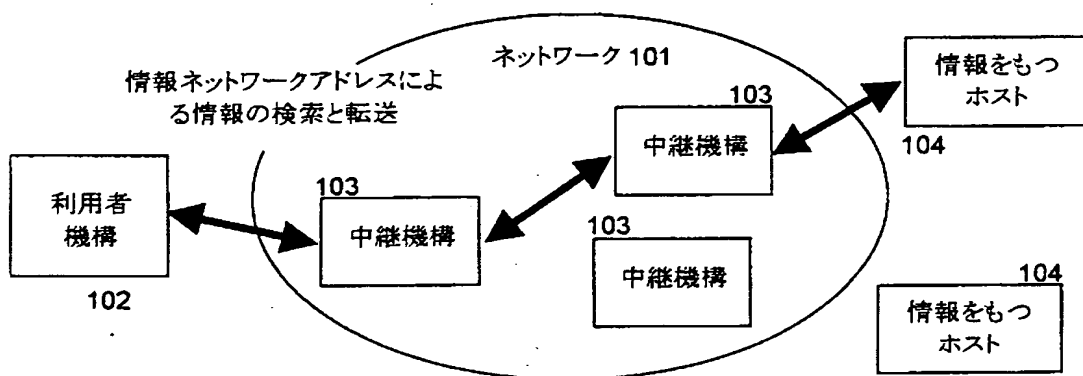 ネットワーク 101
情報ネットワークアドレスによ
る情報の検索と転送
情報をもつ
ホスト
104
103
中継機構
利用者
機構
102
103
中継機構
103
中継機構
104
情報をもつ
ホスト